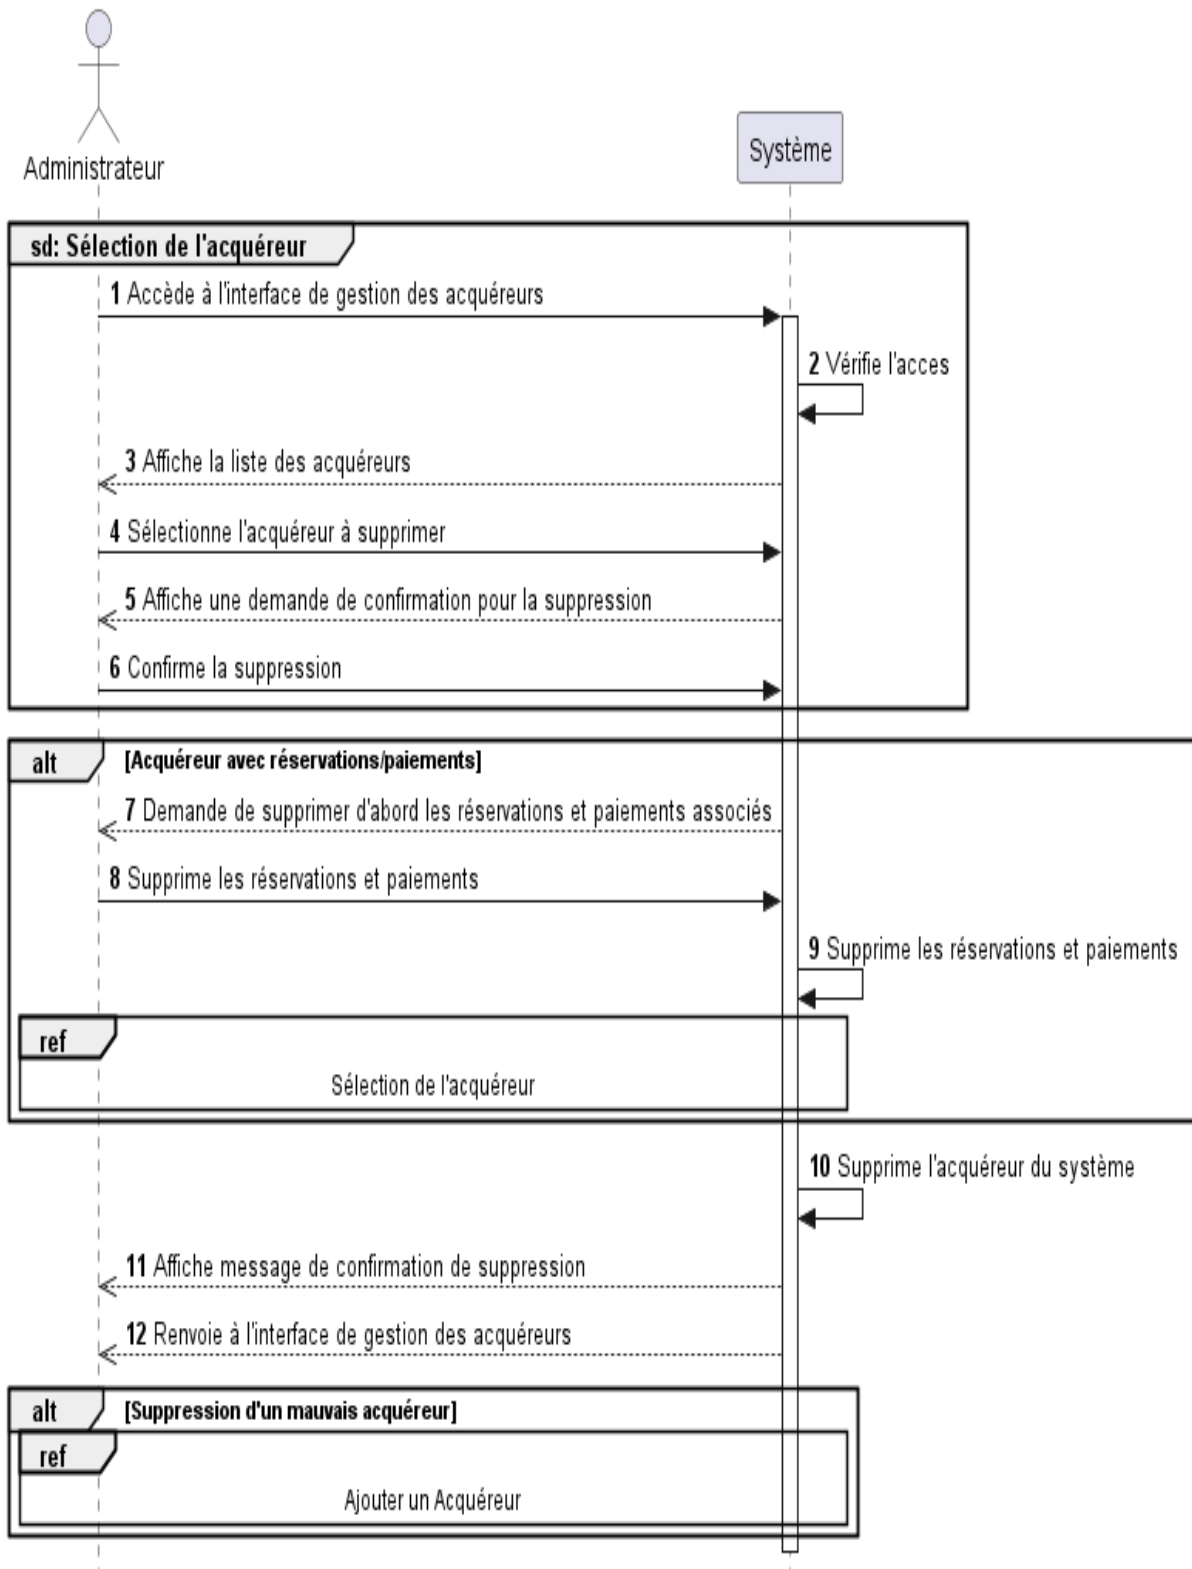 Administrateur
Système
sd: Sélection de l'acquéreur
1 Accède à l'interface de gestion des acquéreurs
2 Vérifie l'acces
3 Affiche la liste des acquéreurs
4 Sélectionne l'acquéreur à supprimer
5 Affiche une demande de confirmation pour la suppression
6 Confirme la suppression
alt [Acquéreur avec réservations/paiements]
7 Demande de supprimer d'abord les réservations et paiements associés
8 Supprime les réservations et paiements
9 Supprime les réservations et paiements
ref
Sélection de l'acquéreur
10 Supprime l'acquéreur du système
11 Affiche message de confirmation de suppression
12 Renvoie à l'interface de gestion des acquéreurs
alt [Suppression d'un mauvais acquéreur]
ref
Ajouter un Acquéreur